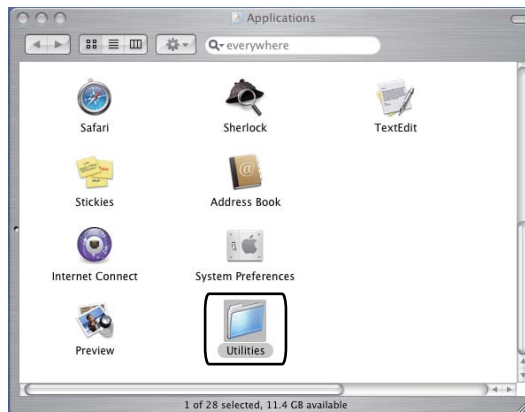 Applications
everywhere
Safari
Sherlock
TextEdit
Stickies
Address Book
@
Internet Connect
System Preferences
Preview
Utilities
1 of 28 selected, 11.4 GB available